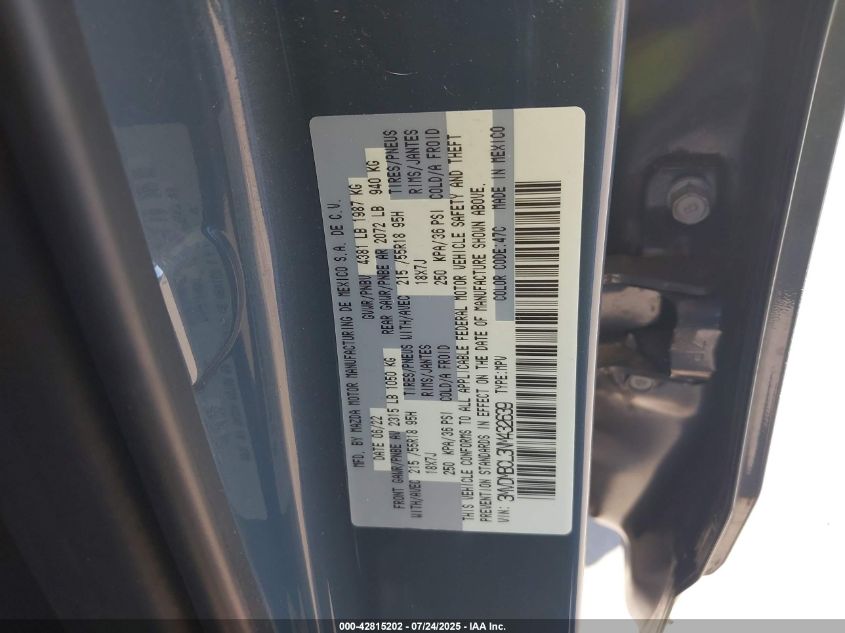 MFD. BY MAZDA MOTOR MANUFACTURING DE MEXICO S.A. DE C.V.
DATE 06/22 GVWR/PNBV 4381 LB 1987 KG
FRONT GAWR/PNBE AV 2315 LB 1050 KG REAR GAWR/PNBE AR 2072 LB 940 KG
WITH/AVEC 215 /55R18 95H TIRES/PNEUS WITH/AVEC 215 /55R18 95H TIRES/PNEUS
18X7J RIMS/JANTES 18X7J RIMS/JANTES
250 KPA/36 PSI COLD/A FROID 250 KPA/36 PSI COLD/A FROID
THIS VEHICLE CONFORMS TO ALL APPLICABLE FEDERAL MOTOR VEHICLE SAFETY AND THEFT
PREVENTION STANDARDS IN EFFECT ON THE DATE OF MANUFACTURE SHOWN ABOVE.
VIN: 3MVDMBCL3NM432639 TYPE:MPV COLOR CODE:47C MADE IN MEXICO
000-42815202 - 07/24/2025 - IAA Inc.